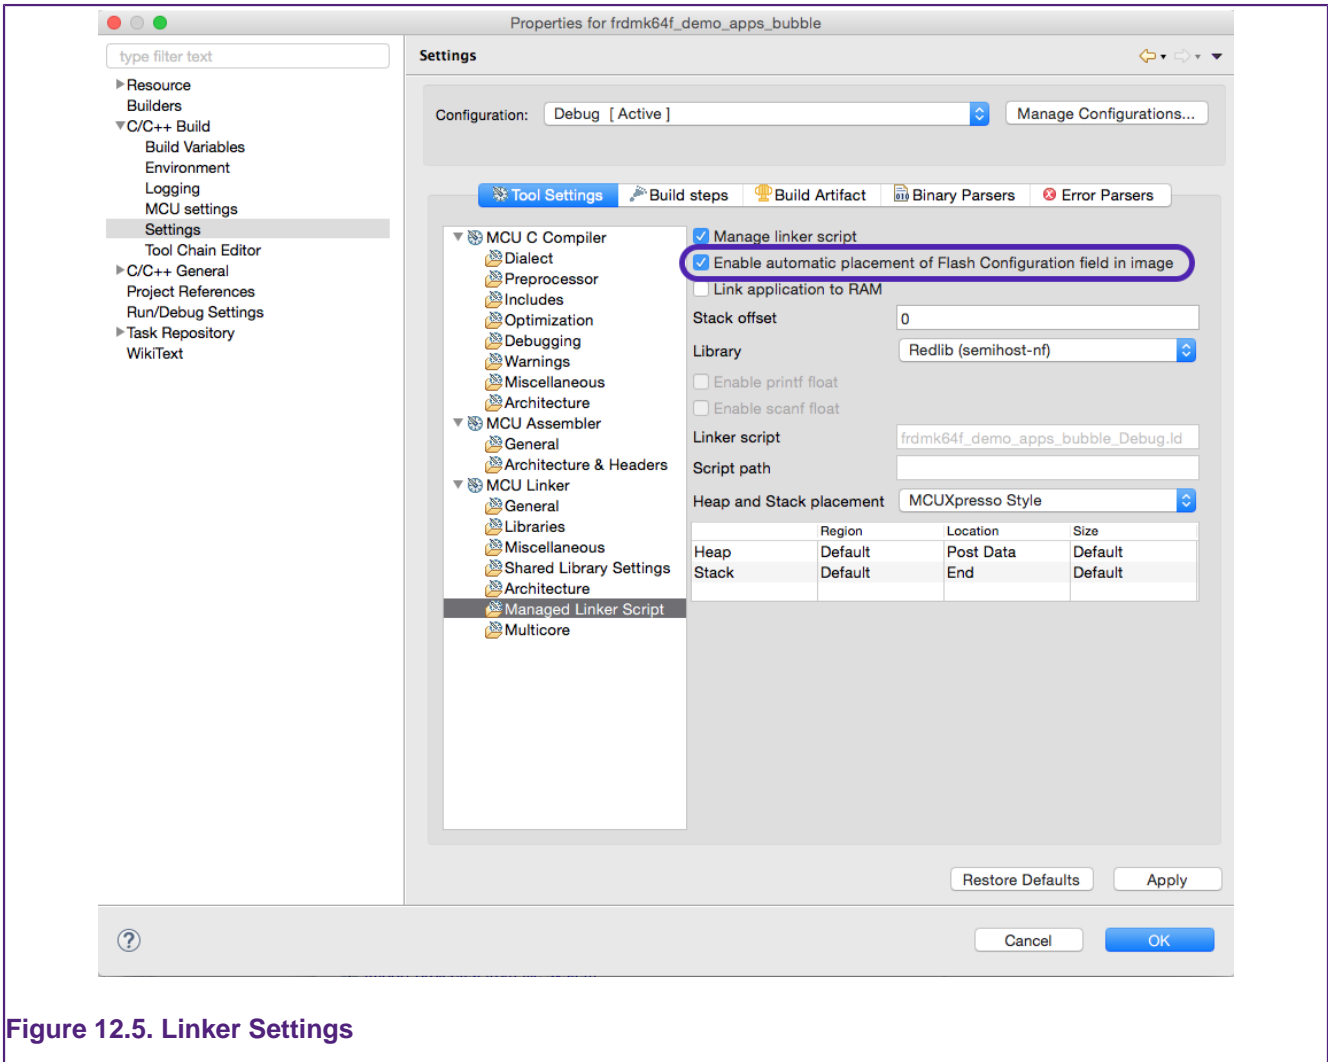 Properties for frdmk64f_demo_apps_bubble
type filter text
Resource
Builders
C/C++ Build
Build Variables
Environment
Logging
MCU settings
Settings
Tool Chain Editor
C/C++ General
Project References
Run/Debug Settings
Task Repository
WikiText
Settings
Configuration: Debug [ Active ] Manage Configurations...
Tool Settings Build steps Build Artifact Binary Parsers Error Parsers
MCU C Compiler
Dialect
Preprocessor
Includes
Optimization
Debugging
Warnings
Miscellaneous
Architecture
MCU Assembler
General
Architecture & Headers
MCU Linker
General
Libraries
Miscellaneous
Shared Library Settings
Architecture
Managed Linker Script
Multicore
Manage linker script
Enable automatic placement of Flash Configuration field in image
Link application to RAM
Stack offset 0
Library Redlib (semihost-nf)
Enable printf float
Enable scanf float
Linker script frdmk64f_demo_apps_bubble_Debug.ld
Script path
Heap and Stack placement MCUXpresso Style
Region Location Size
Heap Default Post Data Default
Stack Default End Default
Restore Defaults Apply
? Cancel OK
Figure 12.5. Linker Settings